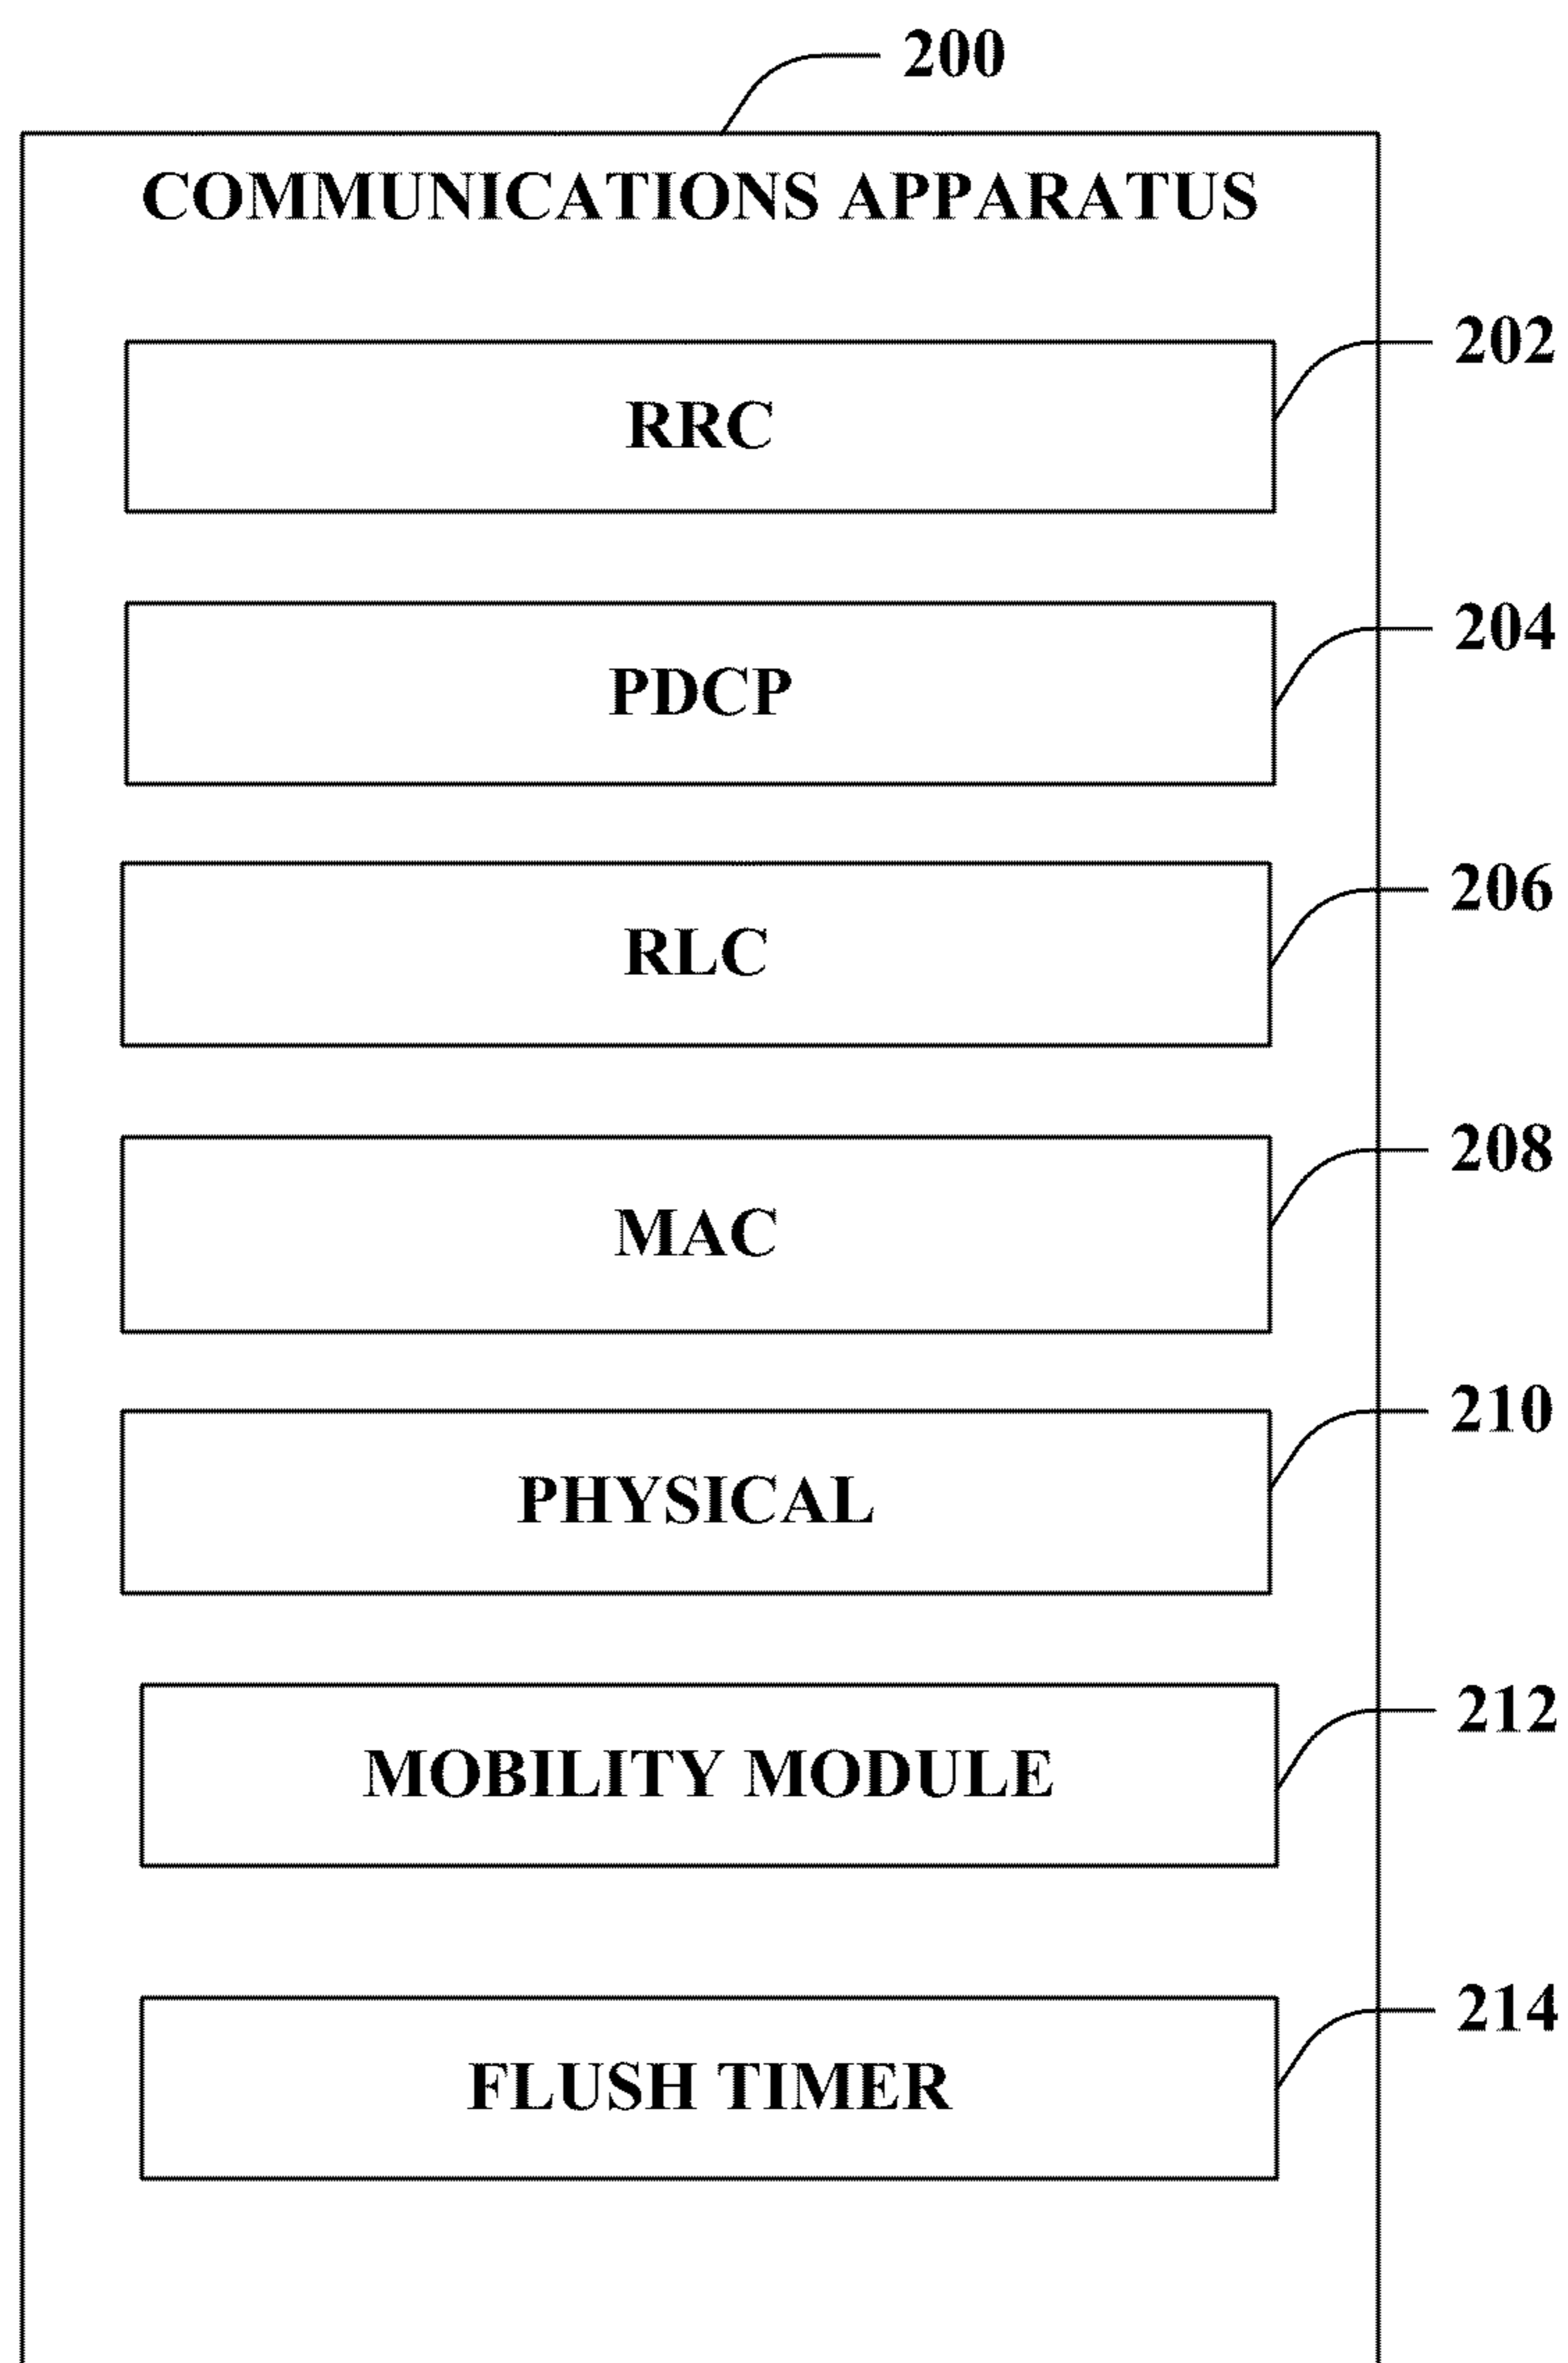 200
COMMUNICATIONS APPARATUS
202
RRC
204
PDCP
206
RLC
208
MAC
210
PHYSICAL
212
MOBILITY MODULE
214
FLUSH TIMER